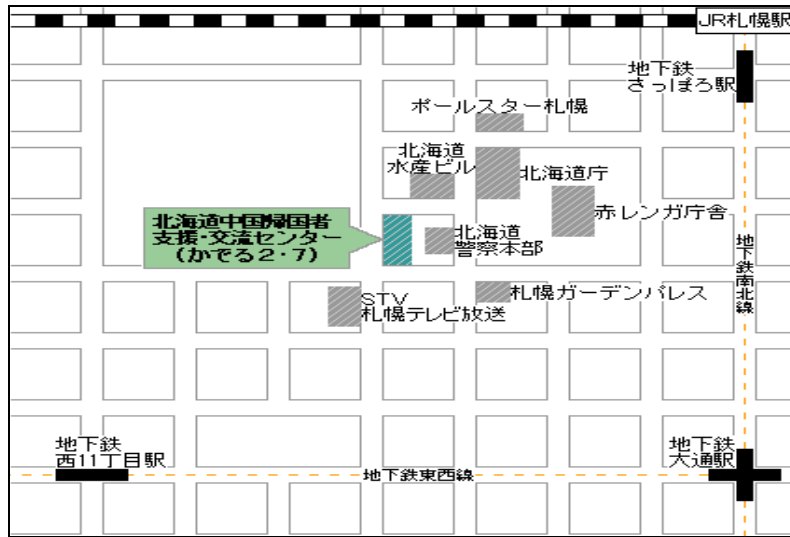 JR札幌駅
地下鉄
さっぽろ駅
ポールスター札幌
北海道
水産ビル
北海道庁
赤レンガ庁舎
北海道中国帰国者
支援・交流センター
(かでる2・7)
北海道
警察本部
地下鉄南北線
STV
札幌テレビ放送
札幌ガーデンパレス
地下鉄
西11丁目駅
地下鉄東西線
地下鉄
大通駅